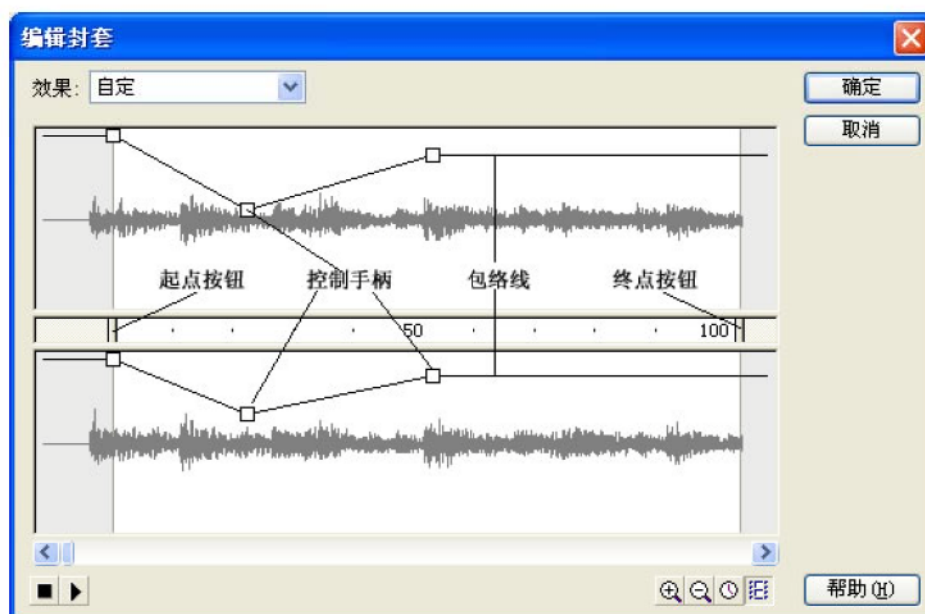 编辑封套
效果: 自定
确定
取消
起点按钮 控制手柄 包络线 终点按钮
50 100
帮助(H)